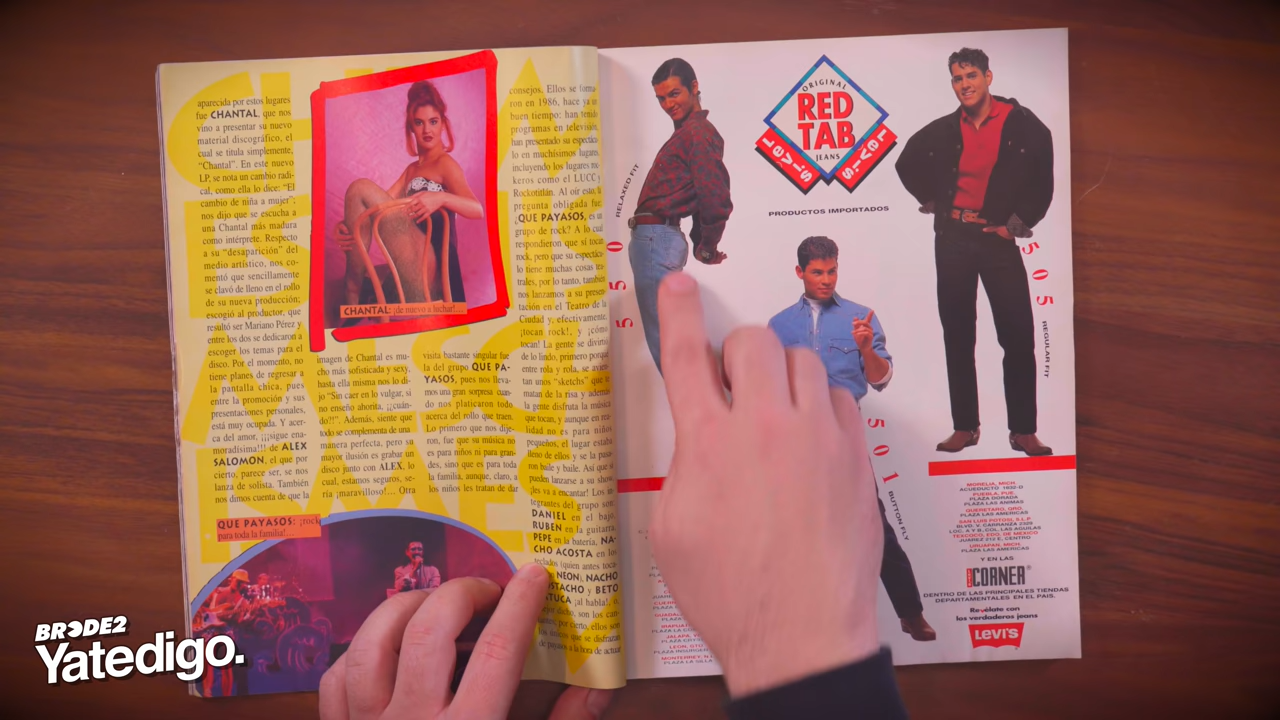 aparecida por estos lugares
fue CHANTAL, que nos
vino a presentar su nuevo
material discográfico, el
cual se titula simplemente,
"Chantal". En este nuevo
LP, se nota un cambio radi-
cal, como ella lo dice: "El
cambio de niña a mujer";
nos dijo que se escucha a
una Chantal más madura
como intérprete. Respecto
a su "desaparición" del
medio artístico, nos co-
mentó que sencillamente
se clavó de lleno en el rollo
de su nueva producción;
escogió al productor, que
resultó ser Mariano Pérez y
entre los dos se dedicaron a
escoger los temas para el
disco. Por el momento, no
tiene planes de regresar a
la pantalla chica, pues
entre la promoción y sus
presentaciones personales,
está muy ocupada. Y acer-
ca del amor, ¡¡¡sigue ena-
moradísima!!! de ALEX
SALOMON, el que por
cierto, parece ser, se nos
lanza de solista. También
nos dimos cuenta de que la
CHANTAL: ¡de nuevo a luchar!...
imagen de Chantal es mu-
cho más sofisticada y sexy,
hasta ella misma nos lo di-
jo "Sin caer en lo vulgar, si
no enseño ahorita, ¿¡cuán-
do?!". Además, siente que
todo se complementa de una
manera perfecta, pero su
mayor ilusión es grabar un
disco junto con ALEX, lo
cual, estamos seguros, se-
ría ¡maravilloso!... Otra
visita bastante singular fue
la del grupo QUE PA-
YASOS, pues nos lleva-
mos una gran sorpresa cuan-
do nos platicaron todo
acerca del rollo que traen.
Lo primero que nos dije-
ron, fue que su música no
es para niños ni para gran-
des, sino que es para toda
la familia, aunque, claro, a
los niños les tratan de dar
consejos. Ellos se forma-
ron en 1986, hace ya
buen tiempo: han tenido
programas en televisión,
han presentado su espectácu-
lo en muchísimos lugares
incluyendo los lugares ro-
keros como el LUCC y
Rockotitlán. Al oír esto, la
pregunta obligada fue:
¿QUE PAYASOS, es un
grupo de rock? A lo cual
respondieron que sí tocan
rock, pero su espectácu-
lo tiene muchas cosas tea-
trales, por lo tanto, también
nos lanzamos a su presen-
tación en el Teatro de la
Ciudad y, efectivamente,
¡tocan rock!, y ¡cómo
tocan! La gente se divirtió
de lo lindo, primero porque
entre rola y rola, se avien-
tan unos "sketchs" que te
matan de la risa y además
la gente disfruta la música
que tocan, y aunque en rea-
lidad no es para niños
pequeños, el lugar estaba
lleno de ellos y se la pasa-
ron baile y baile. Así que si
pueden lanzarse a su show,
¡les va a encantar! Los in-
tegrantes del grupo son:
DANIEL en el bajo,
RUBEN en la guitarra,
PEPE en la batería, NA-
CHO ACOSTA en los
teclados (quien antes toca-
NEON), NACHO
y BETO
¡al habla!, o
son los
por cierto, ellos
que se disfrazan
de payasos a la hora de actuar
QUE PAYASOS: ¡rock
para toda la familia!...
ORIGINAL
RED
TAB
JEANS
Levi's
Levi's
PRODUCTOS IMPORTADOS
550
RELAXED FIT
505
REGULAR FIT
501
BUTTON FLY
MORELIA, MICH.
ACUEDUCTO 1632-D
PUEBLA, PUE.
PLAZA DORADA
PLAZA LAS ANIMAS
QUERETARO, QRO.
PLAZA LAS AMERICAS
SAN LUIS POTOSI, S.L.P.
BLVD. V. CARRANZA 2325
LOC. A Y B, COL. LAS AGUILAS
TEXCOCO, EDO. DE MEXICO
JUAREZ 212 E, CENTRO
URUAPAN, MICH.
PLAZA LAS AMERICAS
Y EN LAS
CORNER
DENTRO DE LAS PRINCIPALES TIENDAS
DEPARTAMENTALES EN EL PAIS.
Revélate con
los verdaderos jeans
LEVI'S
BRODE2
Yatedigo.